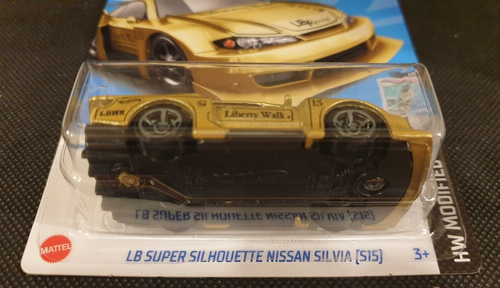 LB
LBWK
Liberty Walk
15
LB SUPER SILHOUETTE NISSAN SILVIA [S15]
MATTEL
LB SUPER SILHOUETTE NISSAN SILVIA [S15]
3+
HW MODIFIED